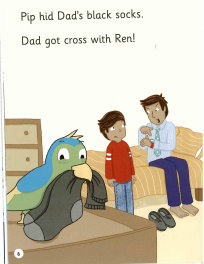 Pip hid Dad's black socks.
Dad got cross with Ren!
6